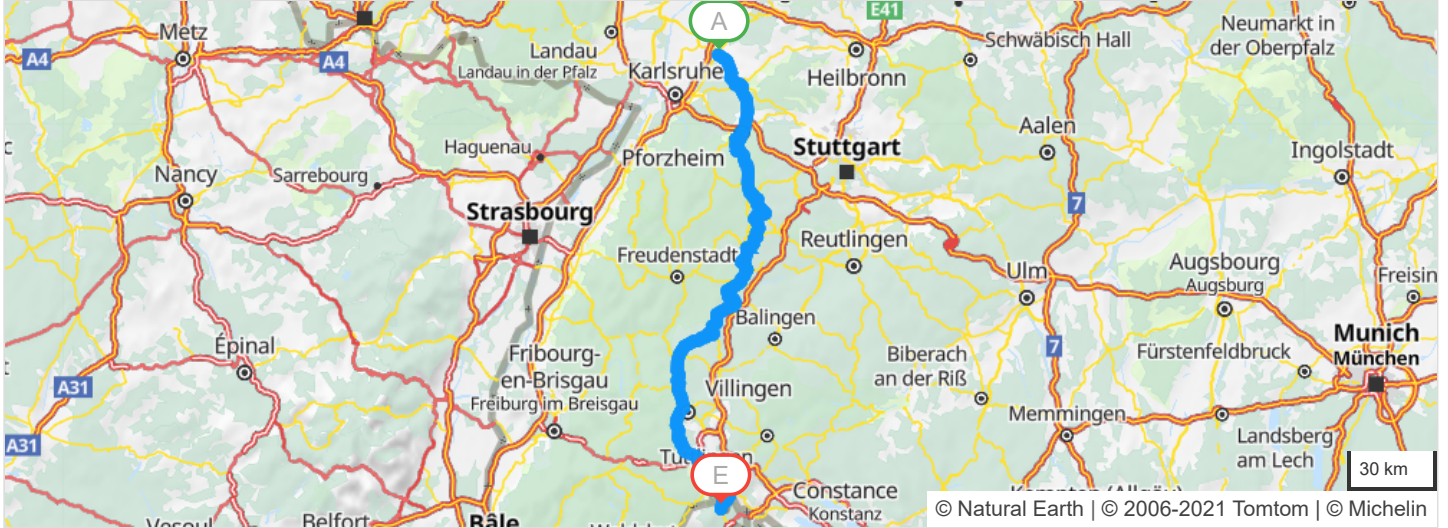 A
E41
Neumarkt in
der Oberpfalz
Metz
A4
A4
Landau
Landau in der Pfalz
Karlsruhe
Heilbronn
Schwäbisch Hall
Haguenau
Pforzheim
Stuttgart
Aalen
Ingolstadt
Nancy
Sarrebourg
Strasbourg
7
Freudenstadt
Reutlingen
Ulm
Augsbourg
Augsburg
Freisin
Épinal
Fribourg-
en-Brisgau
Freiburg im Breisgau
Balingen
Villingen
Biberach
an der Riß
7
Fürstenfeldbruck
Munich
München
A31
A31
Memmingen
Landsberg
am Lech
E
Constance
Konstanz
30 km
Belfort
Bâle
© Natural Earth | © 2006-2021 Tomtom | © Michelin